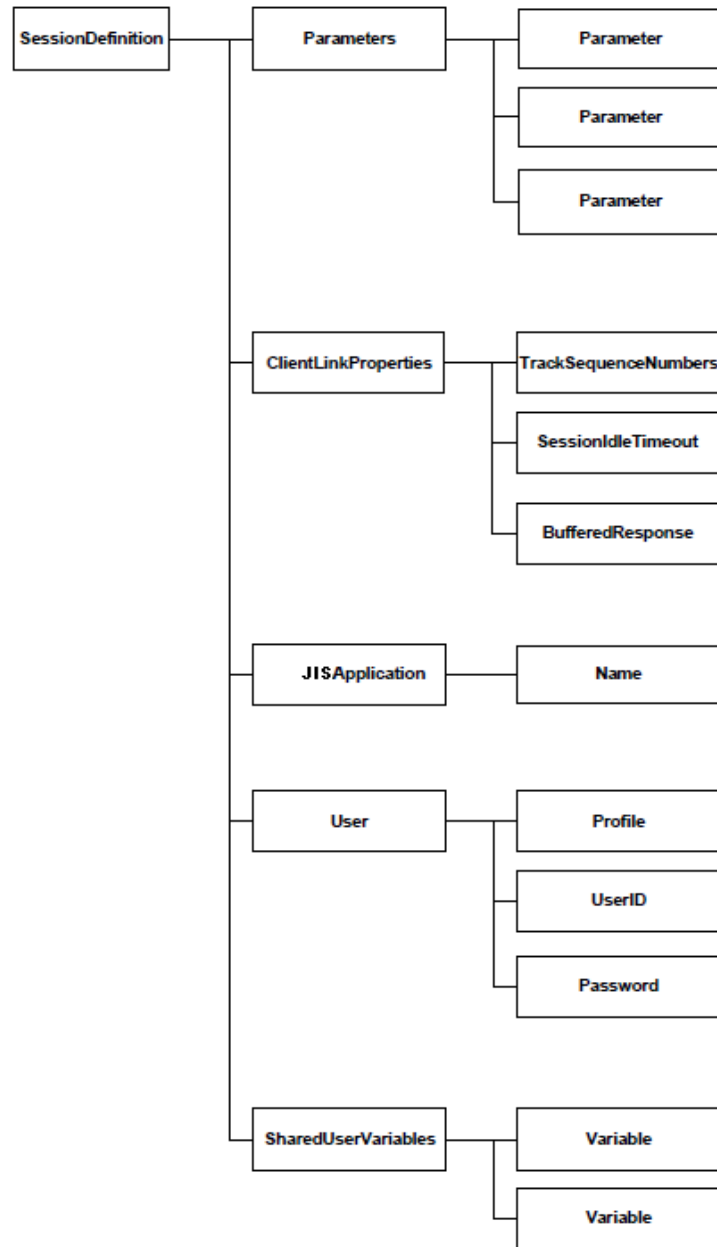 SessionDefinition
Parameters
Parameter
Parameter
Parameter
ClientLinkProperties
TrackSequenceNumbers
SessionIdleTimeout
BufferedResponse
JISApplication
Name
User
Profile
UserID
Password
SharedUserVariables
Variable
Variable